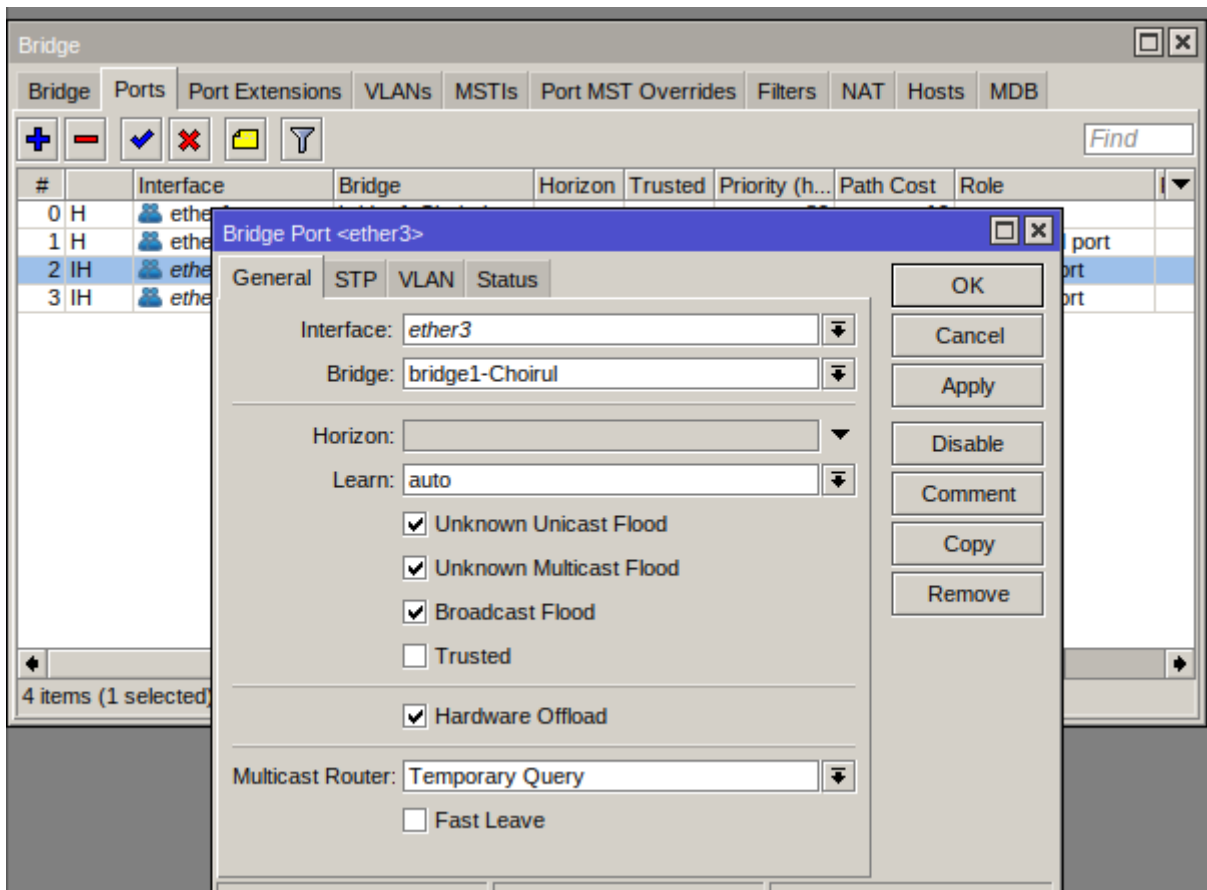 Bridge
Bridge Ports Port Extensions VLANs MSTIs Port MST Overrides Filters NAT Hosts MDB
Find
# Interface Bridge Horizon Trusted Priority (h... Path Cost Role
0 H
1 H port
2 IH
3 IH
Bridge Port <ether3>
General STP VLAN Status
Interface: ether3
Bridge: bridge1-Choirul
Horizon:
Learn: auto
Unknown Unicast Flood
Unknown Multicast Flood
Broadcast Flood
Trusted
Hardware Offload
Multicast Router: Temporary Query
Fast Leave
OK
Cancel
Apply
Disable
Comment
Copy
Remove
4 items (1 selected)